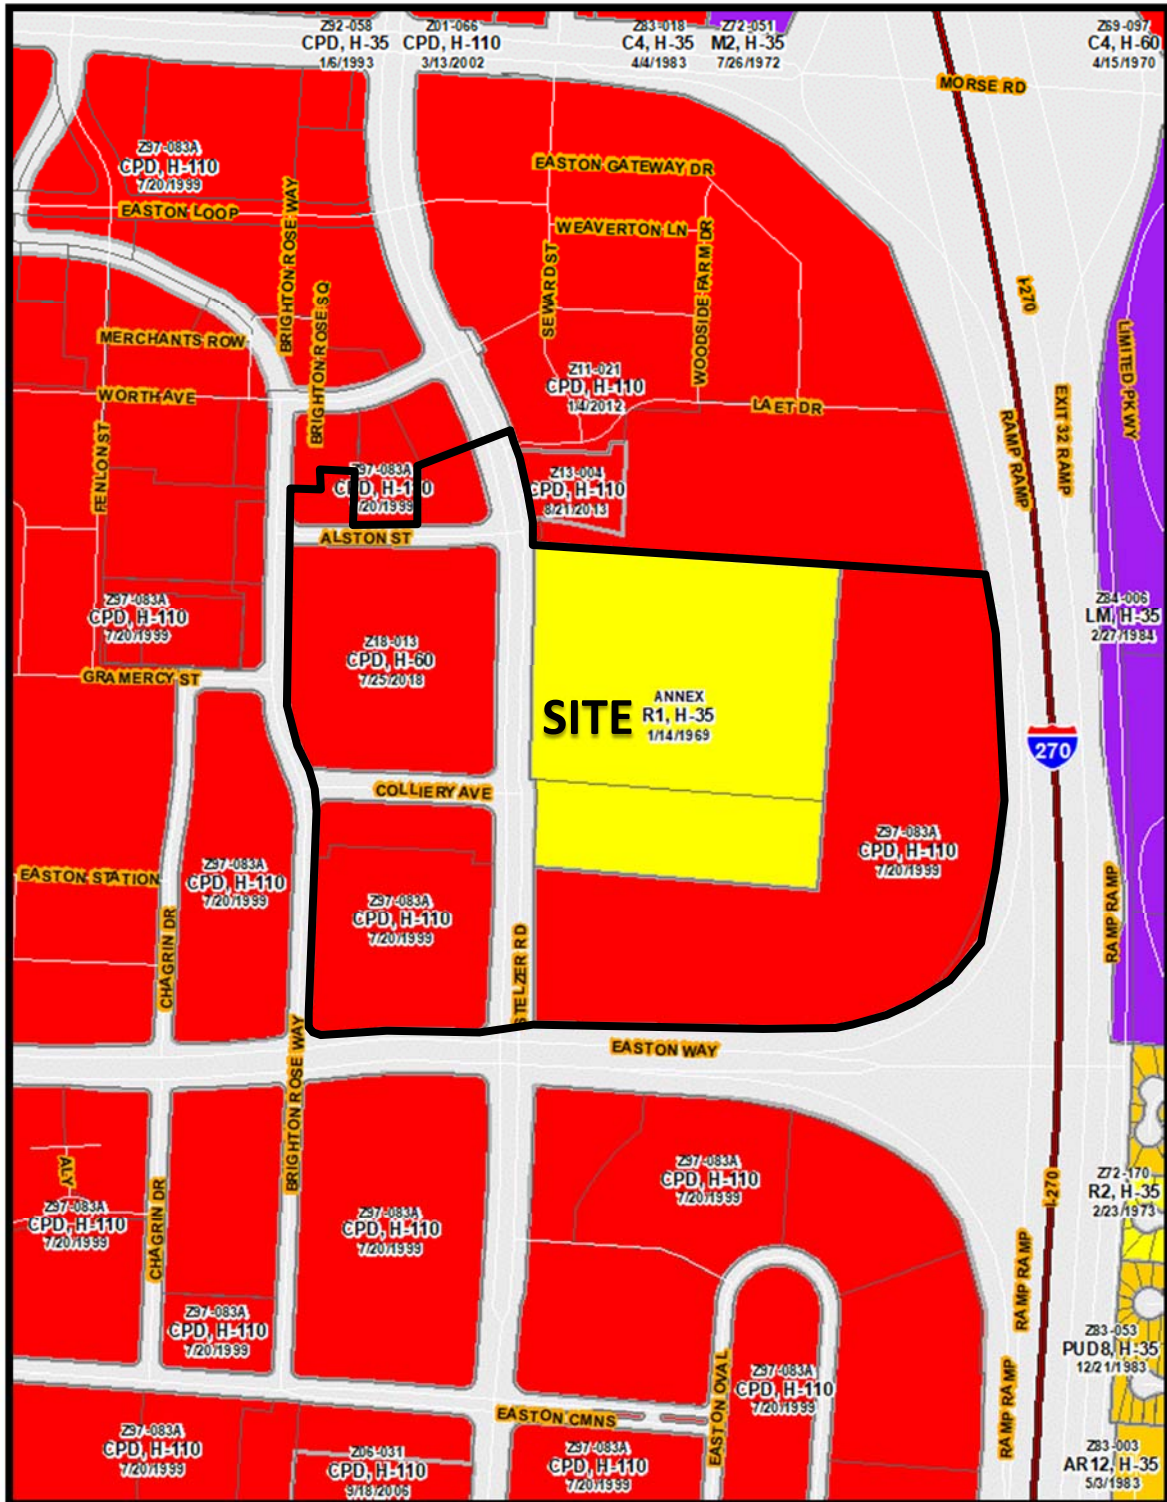 Z92-058
CPD, H-35
1/6/1993
Z01-066
CPD, H-110
3/13/2002
Z83-018
C4, H-35
4/4/1983
Z72-051
M2, H-35
7/26/1972
Z69-097
C4, H-60
4/15/1970
MORSE RD
Z97-083A
CPD, H-110
7/20/1999
EASTON GATEWAY DR
EASTON LOOP
BRIGHTON ROSE WAY
WEAVERTON LN
SEWARD ST
WOODSIDE FARM DR
I-270
BRIGHTON ROSE SQ
MERCHANTS ROW
LIMITED PKWY
Z11-021
CPD, H-110
1/4/2012
WORTH AVE
LAET DR
EXIT 32 RAMP
RAMP RAMP
FENLON ST
Z97-083A
CPD, H-110
7/20/1999
Z13-004
CPD, H-110
8/21/2013
ALSTON ST
Z97-083A
CPD, H-110
7/20/1999
Z84-006
LM, H-35
2/27/1984
Z18-013
CPD, H-60
7/25/2018
GRAMERCY ST
SITE
ANNEX
R1, H-35
1/14/1969
270
COLLIERY AVE
Z97-083A
CPD, H-110
7/20/1999
EASTON STATION
Z97-083A
CPD, H-110
7/20/1999
Z97-083A
CPD, H-110
7/20/1999
CHAGRIN DR
STELZER RD
RAMP RAMP
EASTON WAY
BRIGHTON ROSE WAY
ALY
Z97-083A
CPD, H-110
7/20/1999
CHAGRIN DR
Z97-083A
CPD, H-110
7/20/1999
Z97-083A
CPD, H-110
7/20/1999
I-270
Z72-170
R2, H-35
2/23/1973
RAMP RAMP
Z97-083A
CPD, H-110
7/20/1999
Z83-053
PUD8, H-35
12/21/1983
EASTON OVAL
Z97-083A
CPD, H-110
7/20/1999
RAMP RAMP
EASTON CMNS
Z97-083A
CPD, H-110
7/20/1999
Z06-031
CPD, H-110
9/18/2006
Z97-083A
CPD, H-110
7/20/1999
Z83-003
AR12, H-35
5/3/1983